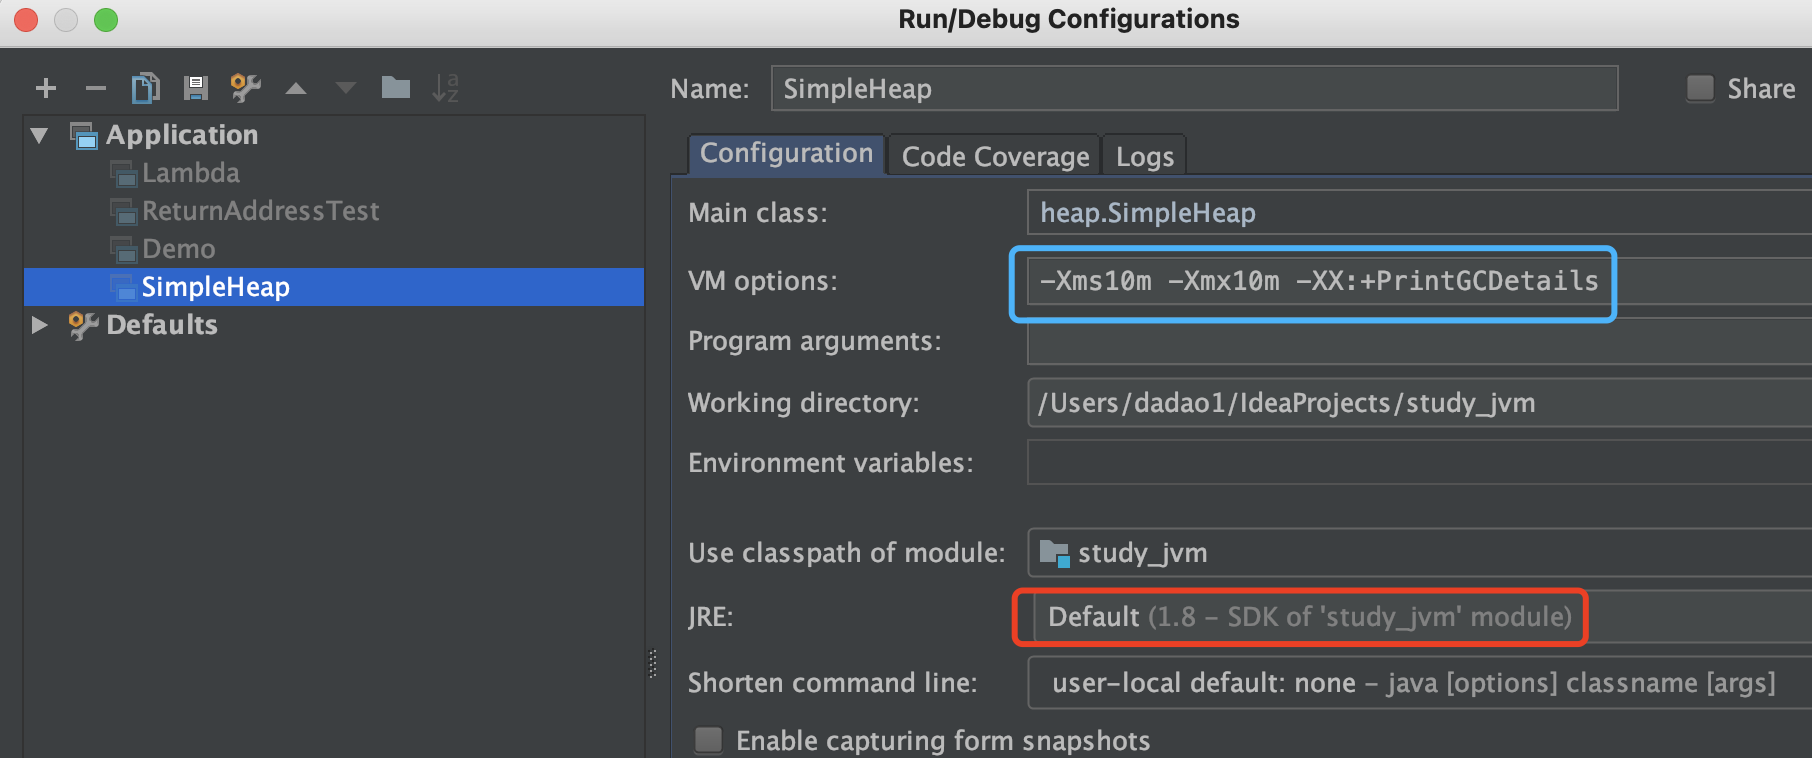 Run/Debug Configurations
Name: SimpleHeap Share
Application
Lambda
ReturnAddressTest
Demo
SimpleHeap
Defaults
Configuration Code Coverage Logs
Main class: heap.SimpleHeap
VM options: -Xms10m -Xmx10m -XX:+PrintGCDetails
Program arguments:
Working directory: /Users/dadao1/IdeaProjects/study_jvm
Environment variables:
Use classpath of module: study_jvm
JRE: Default (1.8 - SDK of 'study_jvm' module)
Shorten command line: user-local default: none - java [options] classname [args]
Enable capturing form snapshots